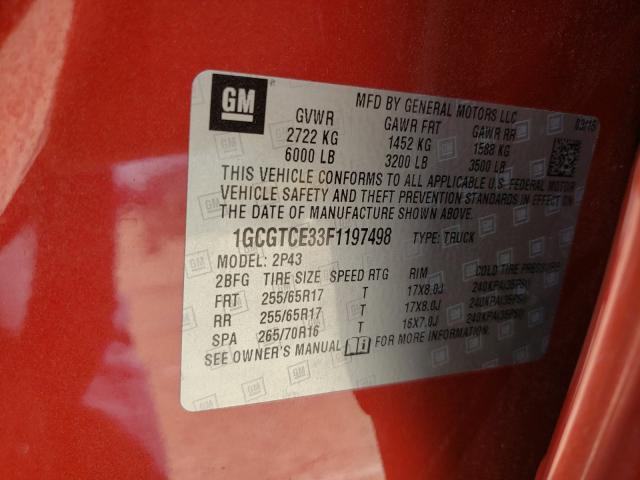 GM
MFD BY GENERAL MOTORS LLC
03/15
GVWR GAWR FRT GAWR RR
2722 KG 1452 KG 1588 KG
6000 LB 3200 LB 3500 LB
THIS VEHICLE CONFORMS TO ALL APPLICABLE U.S. FEDERAL MOTOR
VEHICLE SAFETY AND THEFT PREVENTION STANDARDS IN EFFECT ON
THE DATE OF MANUFACTURE SHOWN ABOVE.
1GCGTCE33F1197498 TYPE: TRUCK
MODEL: 2P43
2BFG TIRE SIZE SPEED RTG RIM COLD TIRE PRESSURE
FRT 255/65R17 T 17X8.0J 240KPA(35PSI)
RR 255/65R17 T 17X8.0J 240KPA(35PSI)
SPA 265/70R16 T 16X7.0J 240KPA(35PSI)
SEE OWNER'S MANUAL FOR MORE INFORMATION.